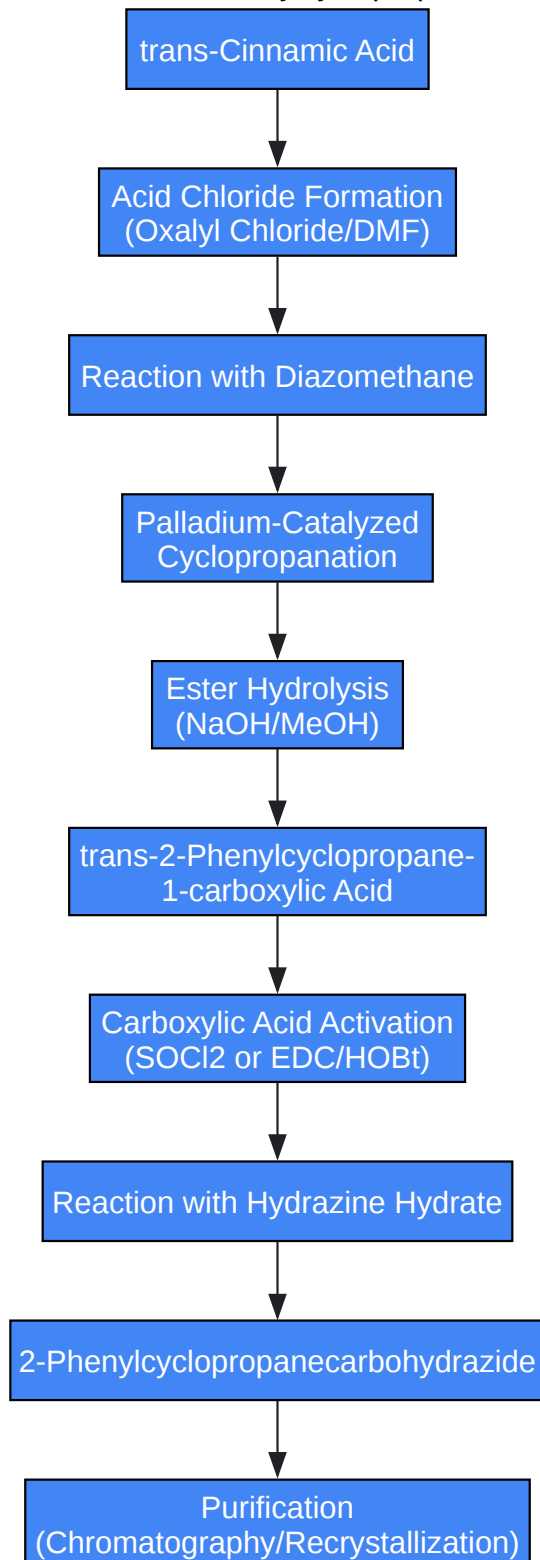 trans-Cinnamic Acid
Acid Chloride Formation
(Oxalyl Chloride/DMF)
Reaction with Diazomethane
Palladium-Catalyzed
Cyclopropanation
Ester Hydrolysis
(NaOH/MeOH)
trans-2-Phenylcyclopropane-
1-carboxylic Acid
Carboxylic Acid Activation
(SOCl2 or EDC/HOBt)
Reaction with Hydrazine Hydrate
2-Phenylcyclopropanecarbohydrazide
Purification
(Chromatography/Recrystallization)